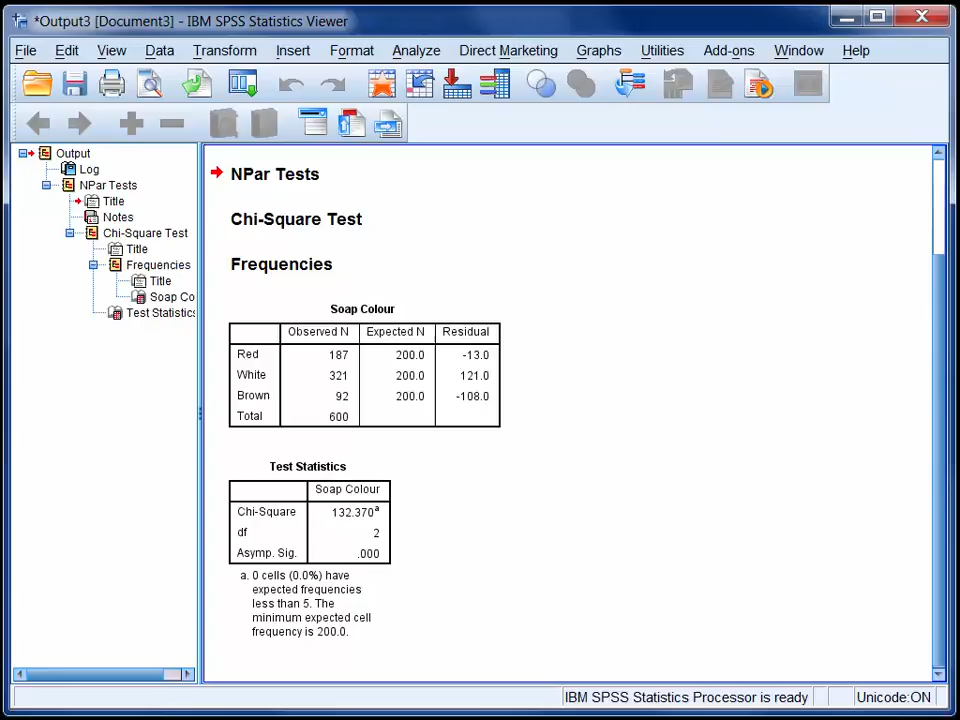 *Output3 [Document3] - IBM SPSS Statistics Viewer
File Edit View Data Transform Insert Format Analyze Direct Marketing Graphs Utilities Add-ons Window Help
Output
Log
NPar Tests
Title
Notes
Chi-Square Test
Title
Frequencies
Title
Soap Co
Test Statistics
NPar Tests
Chi-Square Test
Frequencies
Soap Colour
Observed N Expected N Residual
Red 187 200.0 -13.0
White 321 200.0 121.0
Brown 92 200.0 -108.0
Total 600
Test Statistics
Soap Colour
Chi-Square 132.370a
df 2
Asymp. Sig. .000
a. 0 cells (0.0%) have
expected frequencies
less than 5. The
minimum expected cell
frequency is 200.0.
IBM SPSS Statistics Processor is ready Unicode:ON